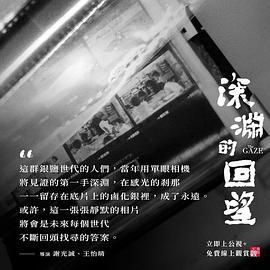 深淵的回望
GAZE
“
這群銀鹽世代的人們，當年用單眼相機
將見證的第一手深淵，在感光的剎那
一一留存在底片上的鹵化銀裡，成了永遠。
或許，這一張張靜默的相片
將會是未來每個世代
不斷回頭找尋的答案。
—— 導演 謝光誠、王怡晴
立即上公視+
免費線上觀賞